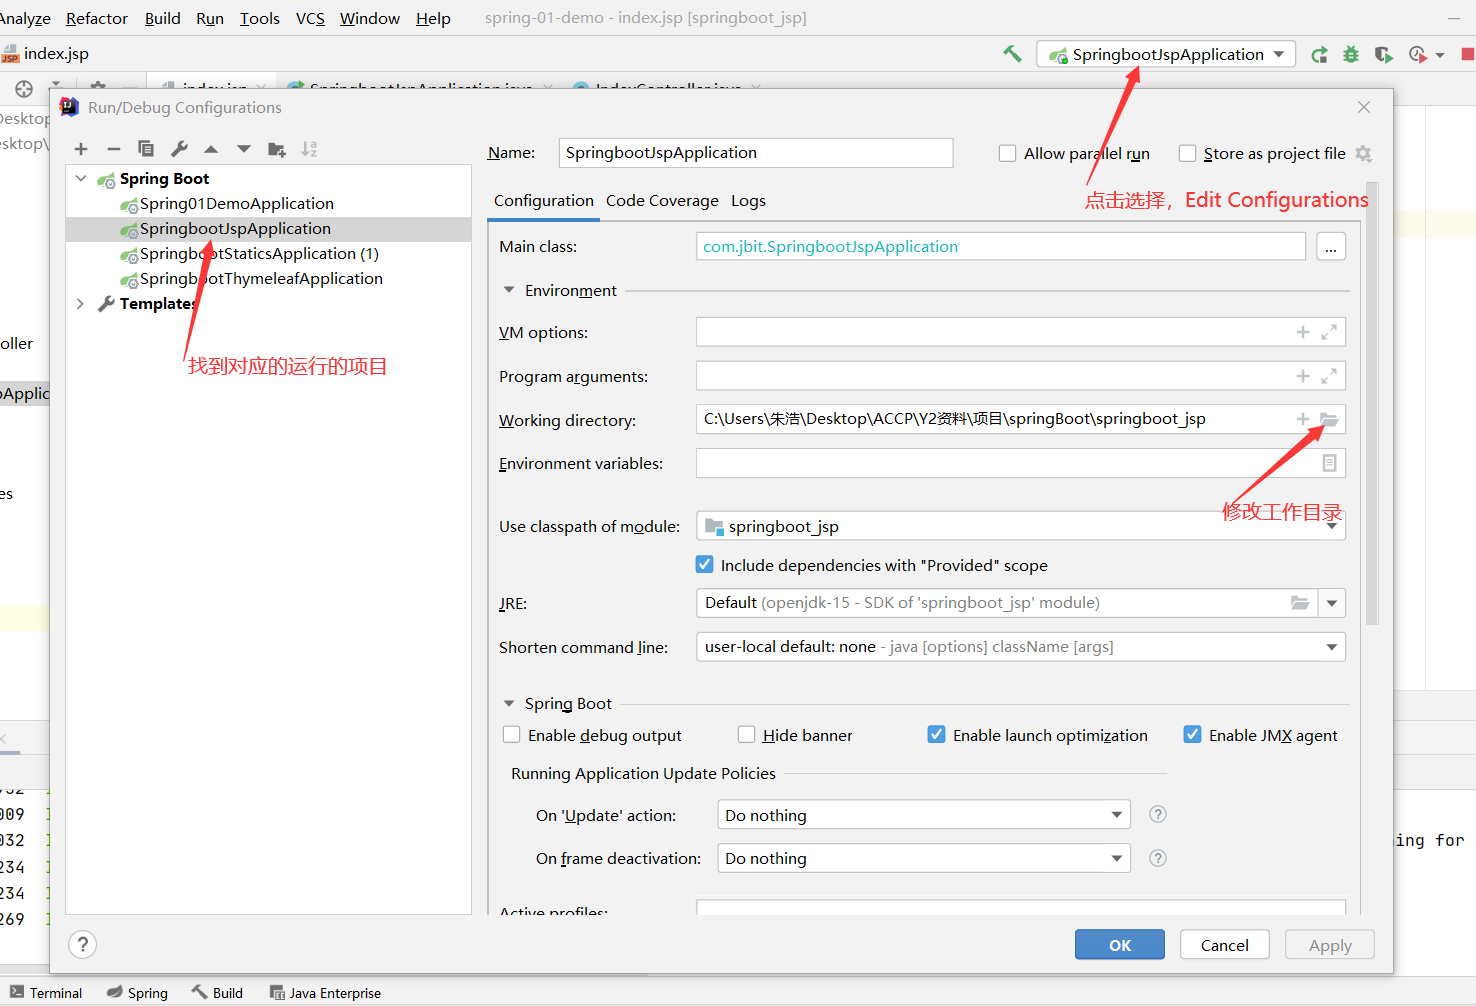 Analyze Refactor Build Run Tools VCS Window Help spring-01-demo - index.jsp [springboot_jsp]
index.jsp
SpringbootJspApplication
Run/Debug Configurations
Name: SpringbootJspApplication
Allow parallel run
Store as project file
点击选择，Edit Configurations
Spring Boot
Spring01DemoApplication
SpringbootJspApplication
SpringbootStaticsApplication (1)
SpringbootThymeleafApplication
Templates
找到对应的运行的项目
Configuration Code Coverage Logs
Main class: com.jbit.SpringbootJspApplication ...
Environment
VM options:
Program arguments:
Working directory: C:\Users\朱浩\Desktop\ACCP\Y2资料\项目\springBoot\springboot_jsp
Environment variables:
修改工作目录
Use classpath of module: springboot_jsp
Include dependencies with "Provided" scope
JRE: Default (openjdk-15 - SDK of 'springboot_jsp' module)
Shorten command line: user-local default: none - java [options] className [args]
Spring Boot
Enable debug output Hide banner Enable launch optimization Enable JMX agent
Running Application Update Policies
On 'Update' action: Do nothing ?
On frame deactivation: Do nothing ?
Active profiles:
? OK Cancel Apply
oller
Applic
es
009
032
234
234
269
ing for
Terminal Spring Build Java Enterprise